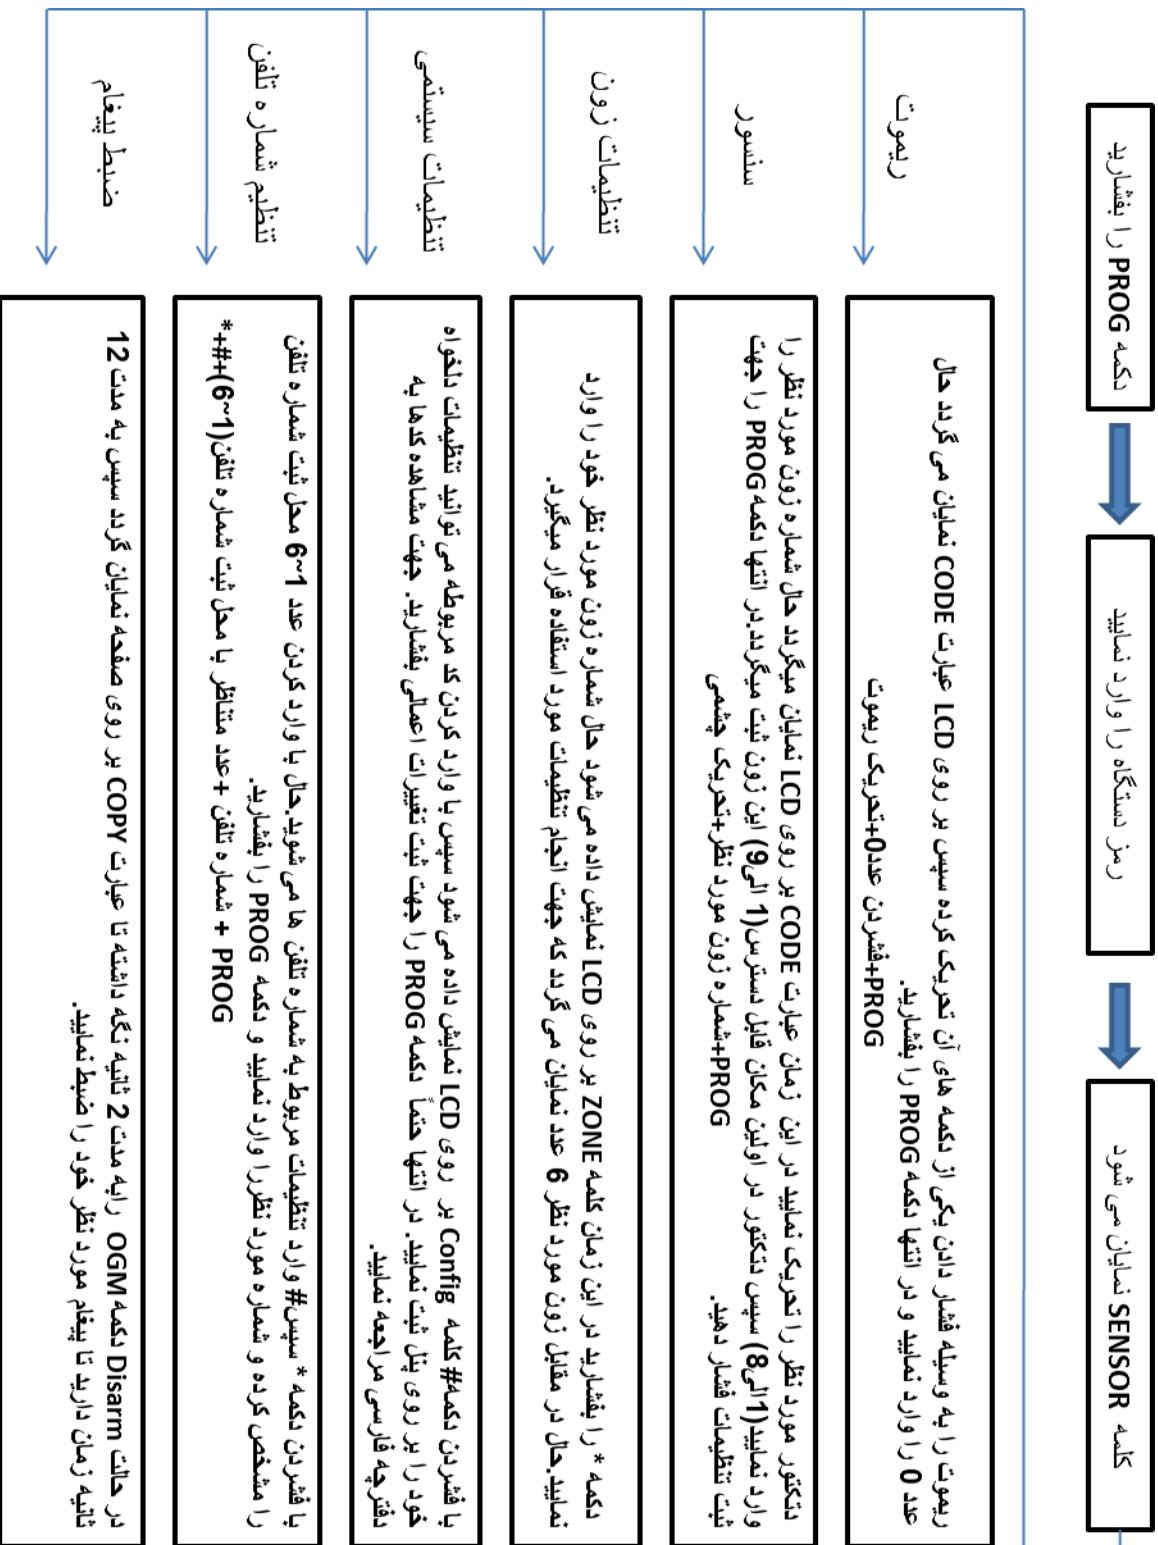 دکمه PROG را بفشارید
رمز دستگاه را وارد نمایید
کلمه SENSOR نمایان می شود
ریموت
ریموت را به وسیله فشار دادن یکی از دکمه های آن تحریک کرده سپس بر روی LCD عبارت CODE نمایان می گردد حال
عدد 0 را وارد نمایید و در انتها دکمه PROG را بفشارید.
PROG+فشردن عدد0+تحریک ریموت
سنسور
دتکتور مورد نظر را تحریک نمایید در این زمان عبارت CODE بر روی LCD نمایان میگردد حال شماره زون مورد نظر را
وارد نمایید(1الی8) سپس دتکتور در اولین مکان قابل دسترس(1 الی9) این زون ثبت میگردد.در انتها دکمه PROG را جهت
ثبت تنظیمات فشار دهید.
PROG+شماره زون مورد نظر+تحریک چشمی
تنظیمات زون
دکمه * را بفشارید در این زمان کلمه ZONE بر روی LCD نمایش داده می شود حال شماره زون مورد نظر خود را وارد
نمایید.حال در مقابل زون مورد نظر 6 عدد نمایان می گردد که جهت انجام تنظیمات مورد استفاده قرار میگیرد.
تنظیمات سیستمی
با فشردن دکمه# کلمه Config بر روی LCD نمایش داده می شود سپس با وارد کردن کد مربوطه می توانید تنظیمات دلخواه
خود را بر روی پنل ثبت نمایید. در انتها حتماً دکمه PROG را جهت ثبت تغییرات اعمالی بفشارید. جهت مشاهده کدها به
دفترچه فارسی مراجعه نمایید.
تنظیم شماره تلفن
با فشردن دکمه * سپس# وارد تنظیمات مربوط به شماره تلفن ها می شوید.حال با وارد کردن عدد 1~6 محل ثبت شماره تلفن
را مشخص کرده و شماره مورد نظررا وارد نمایید و دکمه PROG را بفشارید.
PROG + شماره تلفن +عدد متناظر با محل ثبت شماره تلفن(1~6)+#+*
ضبط پیغام
در حالت Disarm دکمه OGM رابه مدت 2 ثانیه نگه داشته تا عبارت COPY بر روی صفحه نمایان گردد سپس به مدت 12
ثانیه زمان دارید تا پیغام مورد نظر خود را ضبط نمایید.